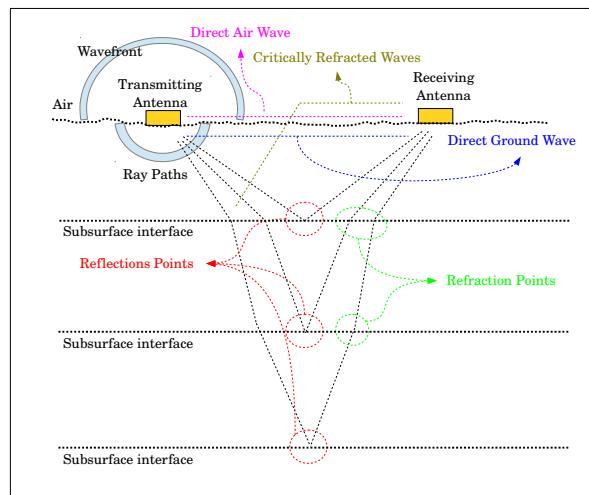 Direct Air Wave
Wavefront
Critically Refracted Waves
Transmitting
Antenna
Receiving
Antenna
Air
Direct Ground Wave
Ray Paths
Subsurface interface
Reflections Points
Refraction Points
Subsurface interface
Subsurface interface